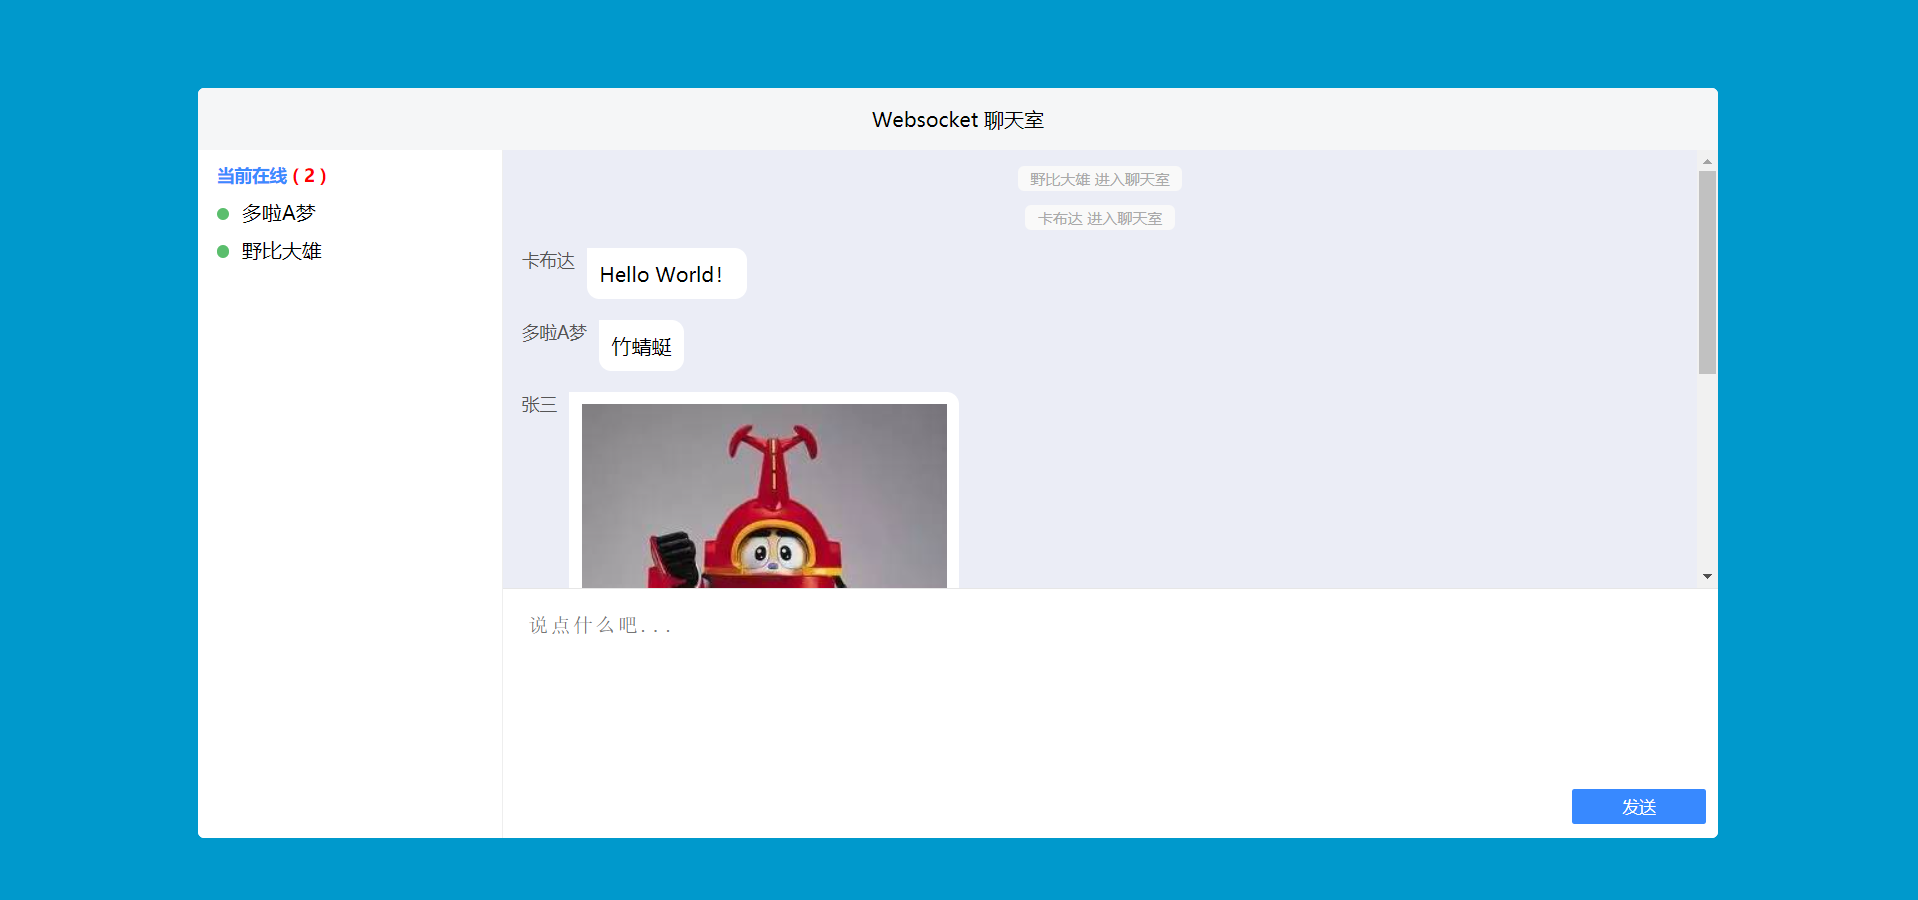 Websocket 聊天室
当前在线 ( 2 )
多啦A梦
野比大雄
野比大雄 进入聊天室
卡布达 进入聊天室
卡布达
Hello World！
多啦A梦
竹蜻蜓
张三
说点什么吧...
发送